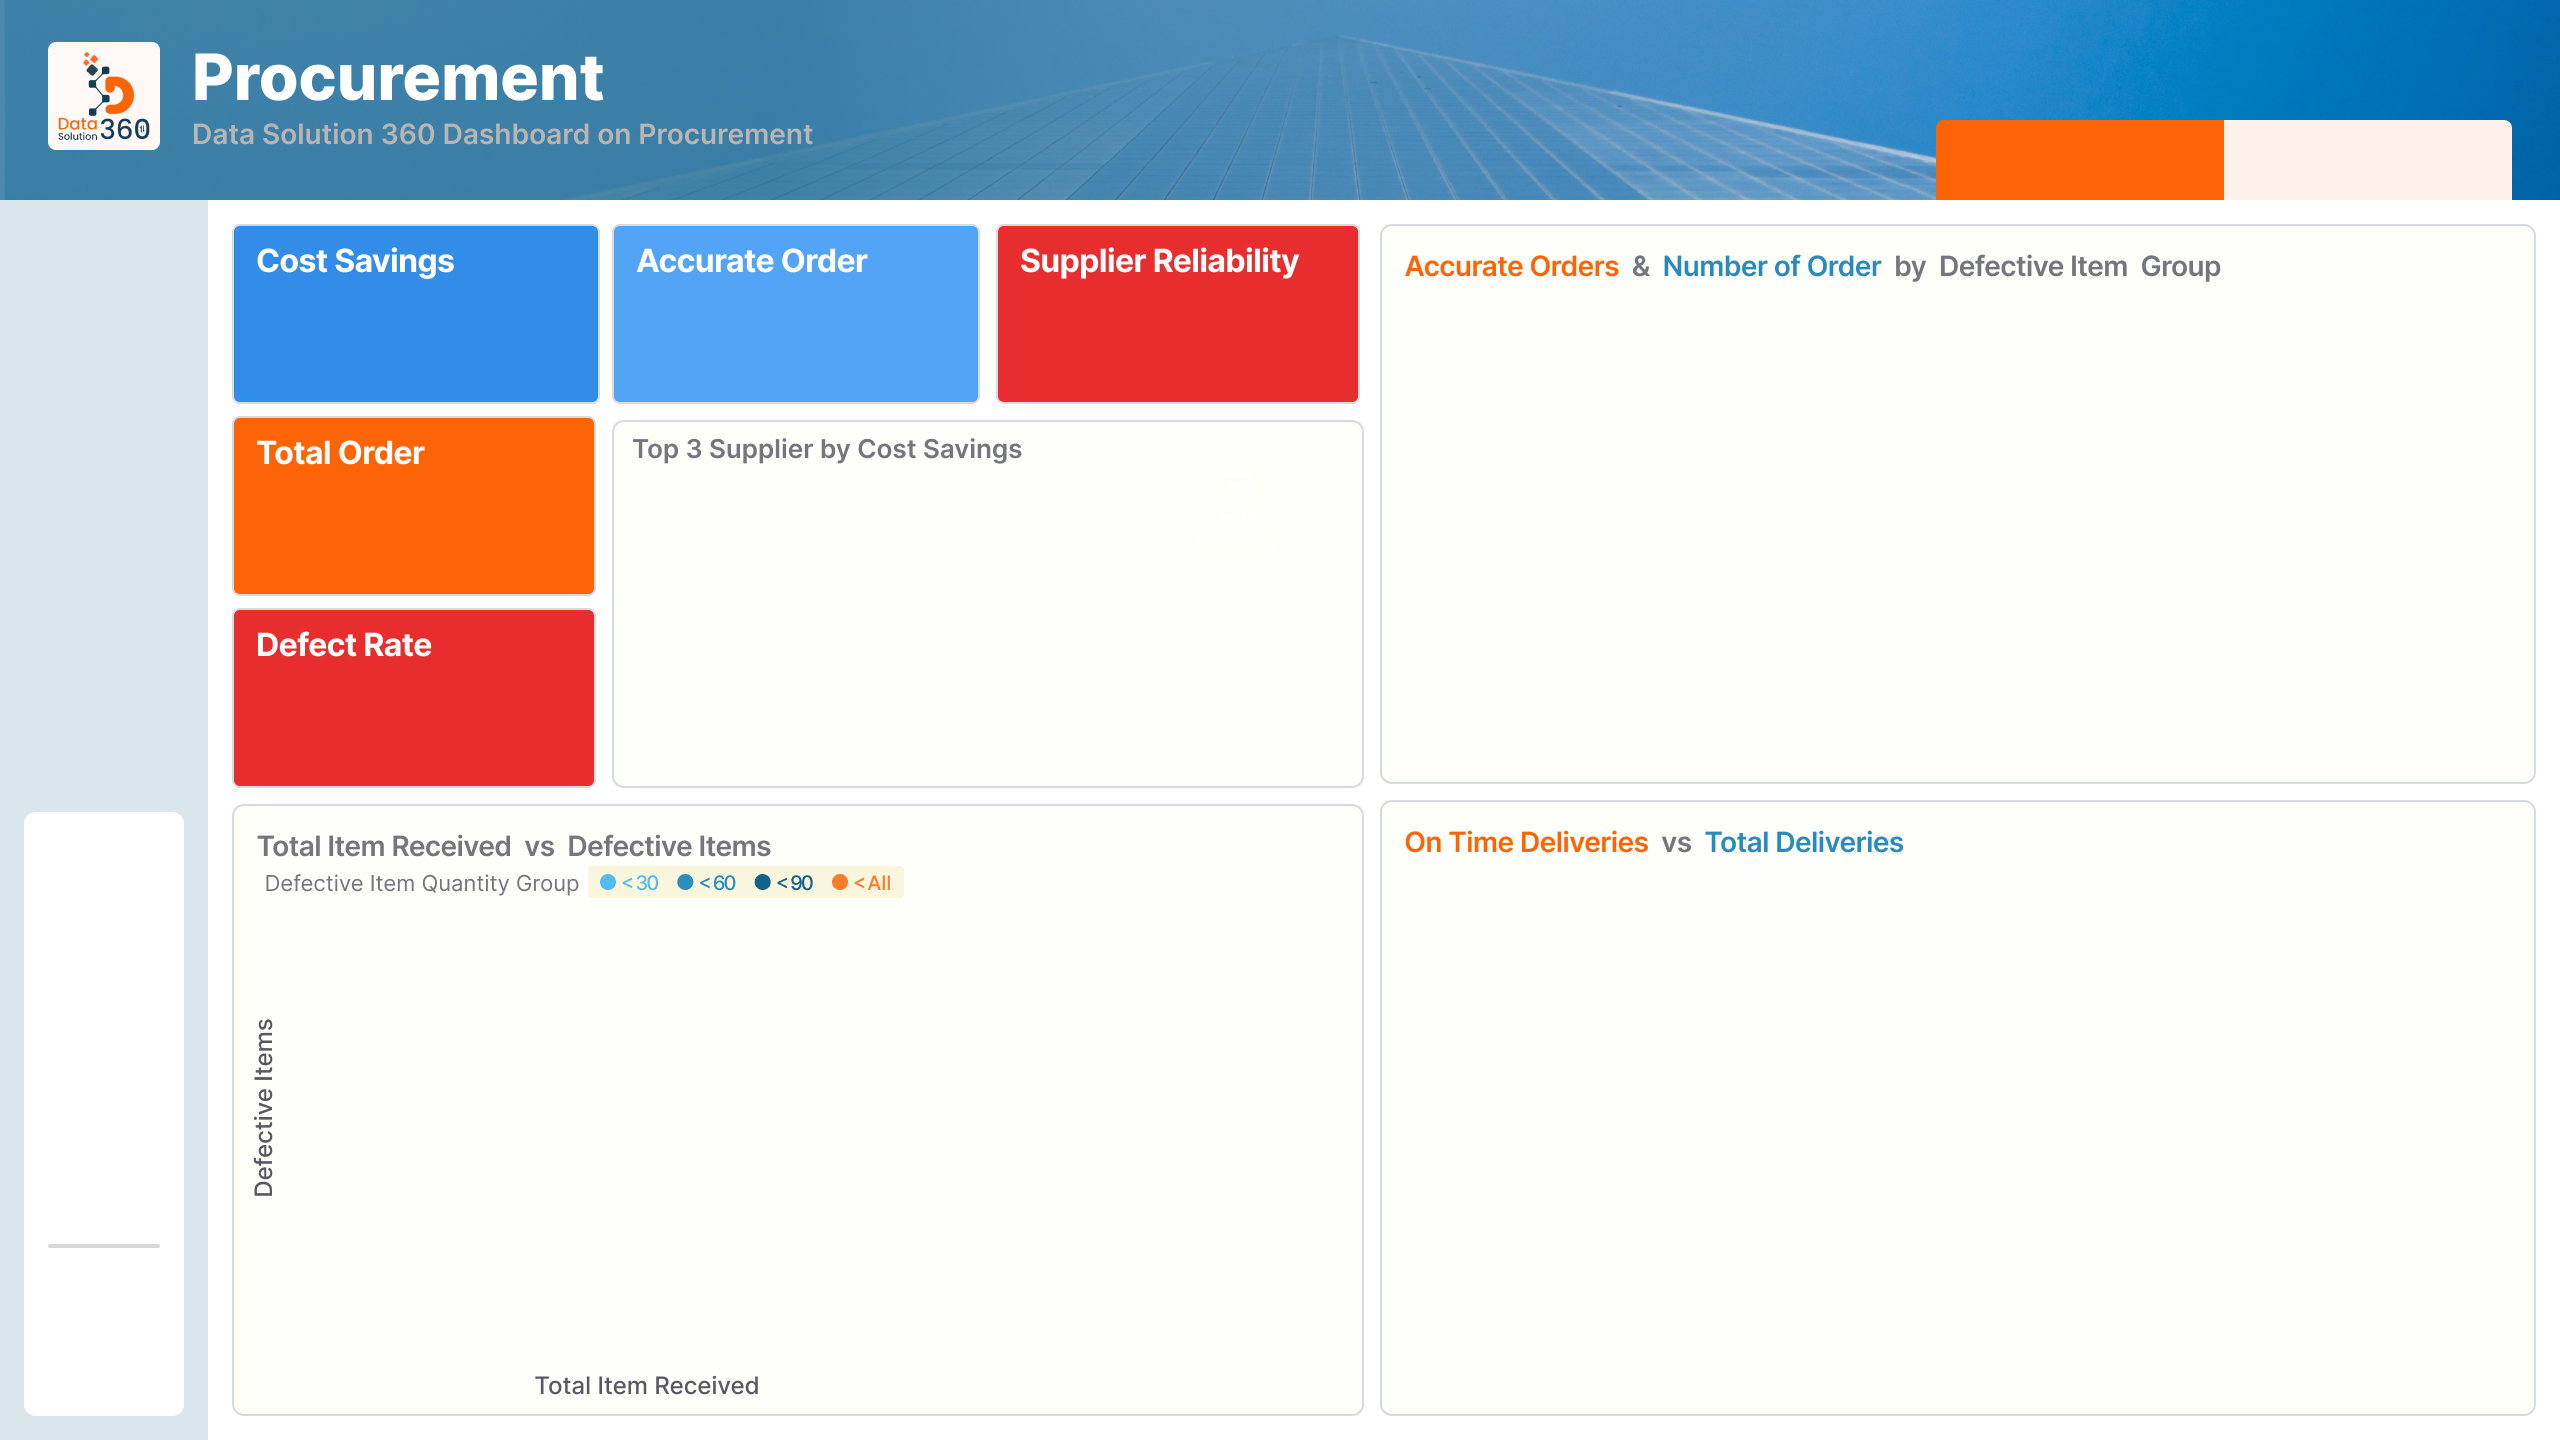 Procurement
Data Solution 360 Dashboard on Procurement
Data
Solution 360
Cost Savings
Accurate Order
Supplier Reliability
Total Order
Defect Rate
Top 3 Supplier by Cost Savings
Accurate Orders & Number of Order by Defective Item Group
Total Item Received vs Defective Items
Defective Item Quantity Group <30 <60 <90 <All
Defective Items
Total Item Received
On Time Deliveries vs Total Deliveries